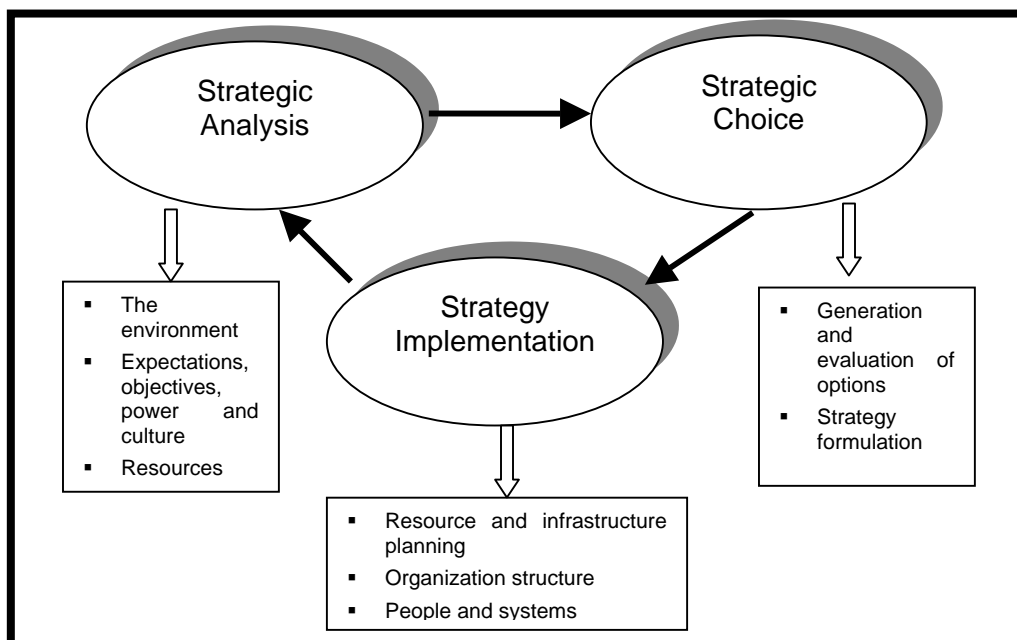 Strategic
Analysis
Strategic
Choice
Strategy
Implementation
▪ The
environment
▪ Expectations,
objectives,
power and
culture
▪ Resources
▪ Generation
and
evaluation of
options
▪ Strategy
formulation
▪ Resource and infrastructure
planning
▪ Organization structure
▪ People and systems